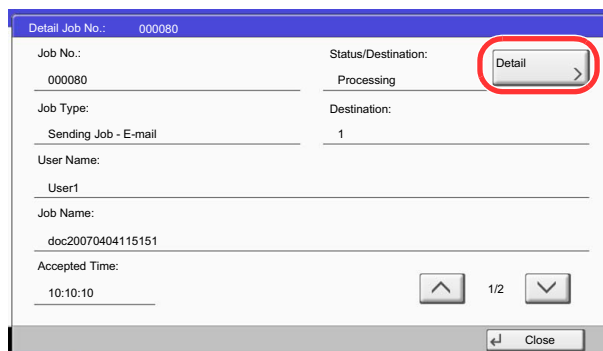 Detail Job No.: 000080
Job No.:
000080
Status/Destination:
Processing
Detail
Job Type:
Sending Job - E-mail
Destination:
1
User Name:
User1
Job Name:
doc20070404115151
Accepted Time:
10:10:10
1/2
Close